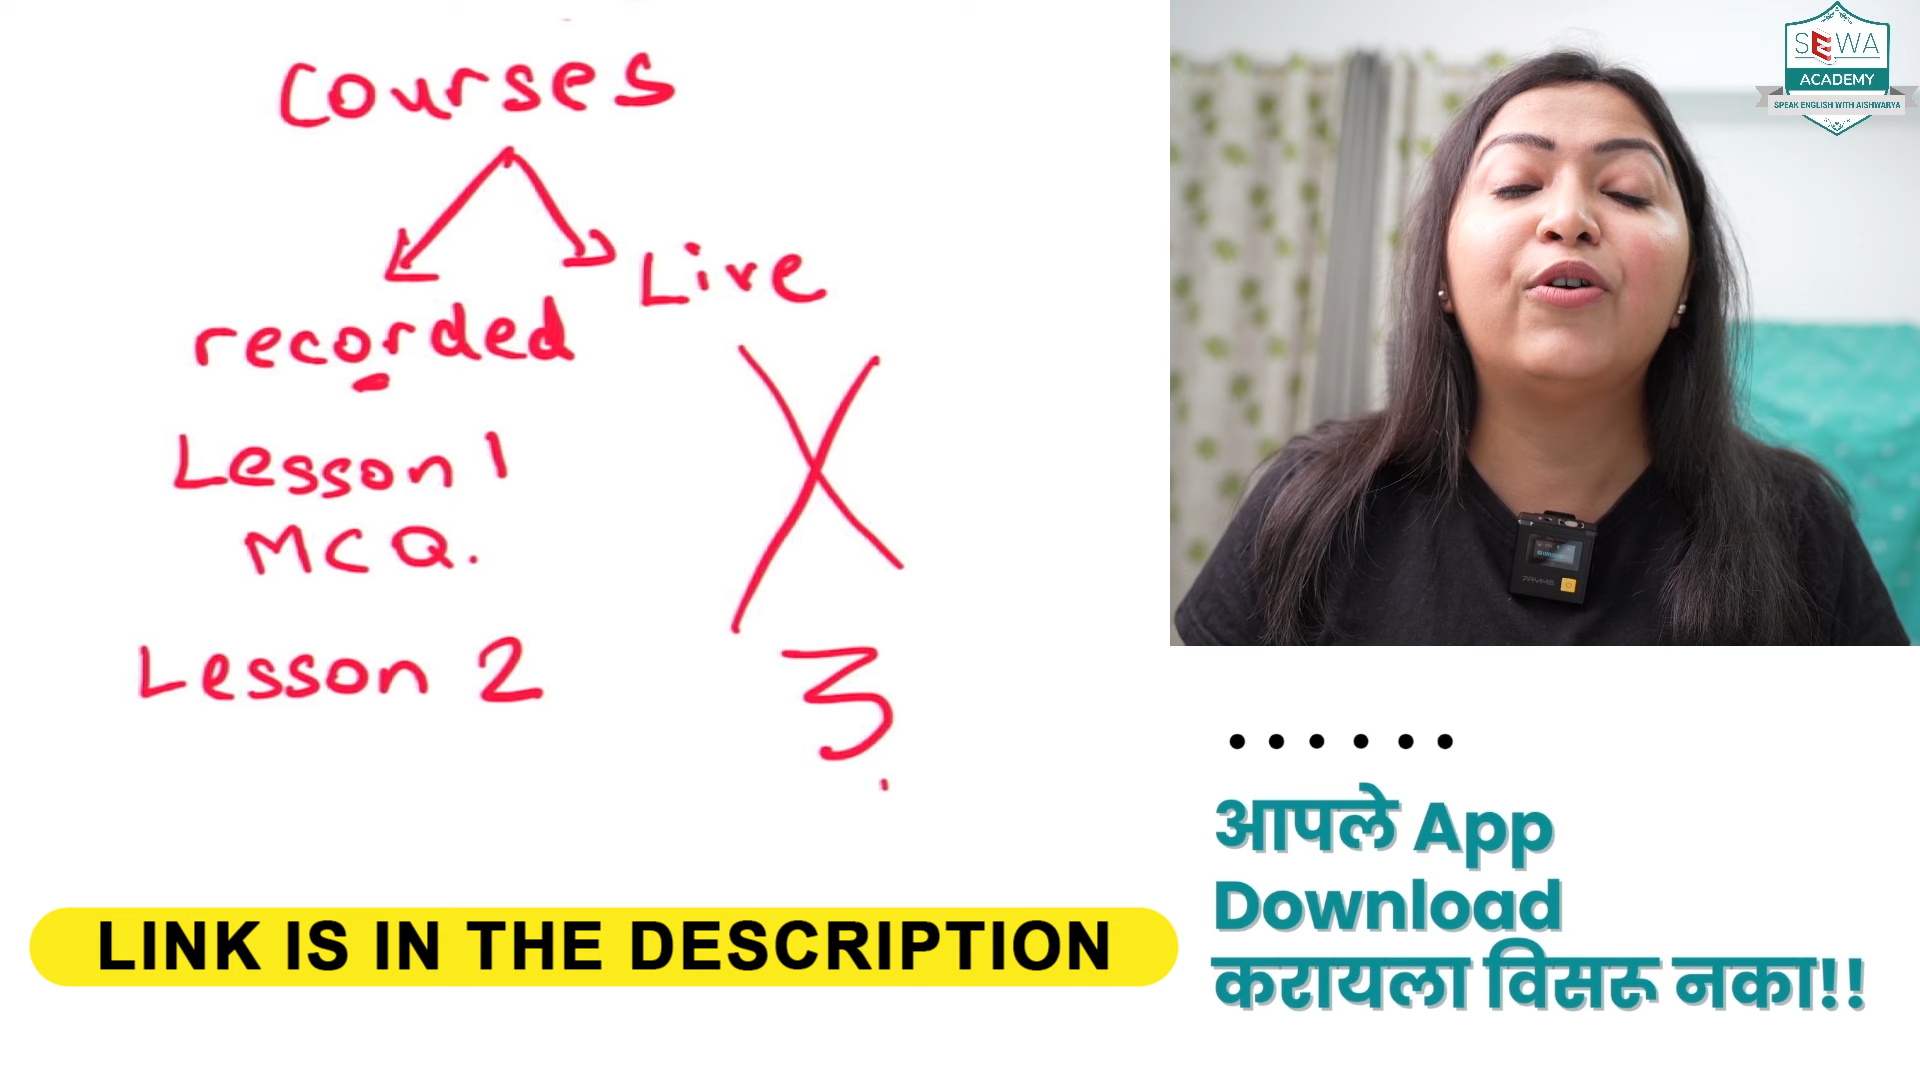 courses
Live
recorded
Lesson 1
MCQ.
Lesson 2
3
SEWA
ACADEMY
SPEAK ENGLISH WITH AISHWARYA
आपले App
Download
करायला विसरू नका!!
LINK IS IN THE DESCRIPTION